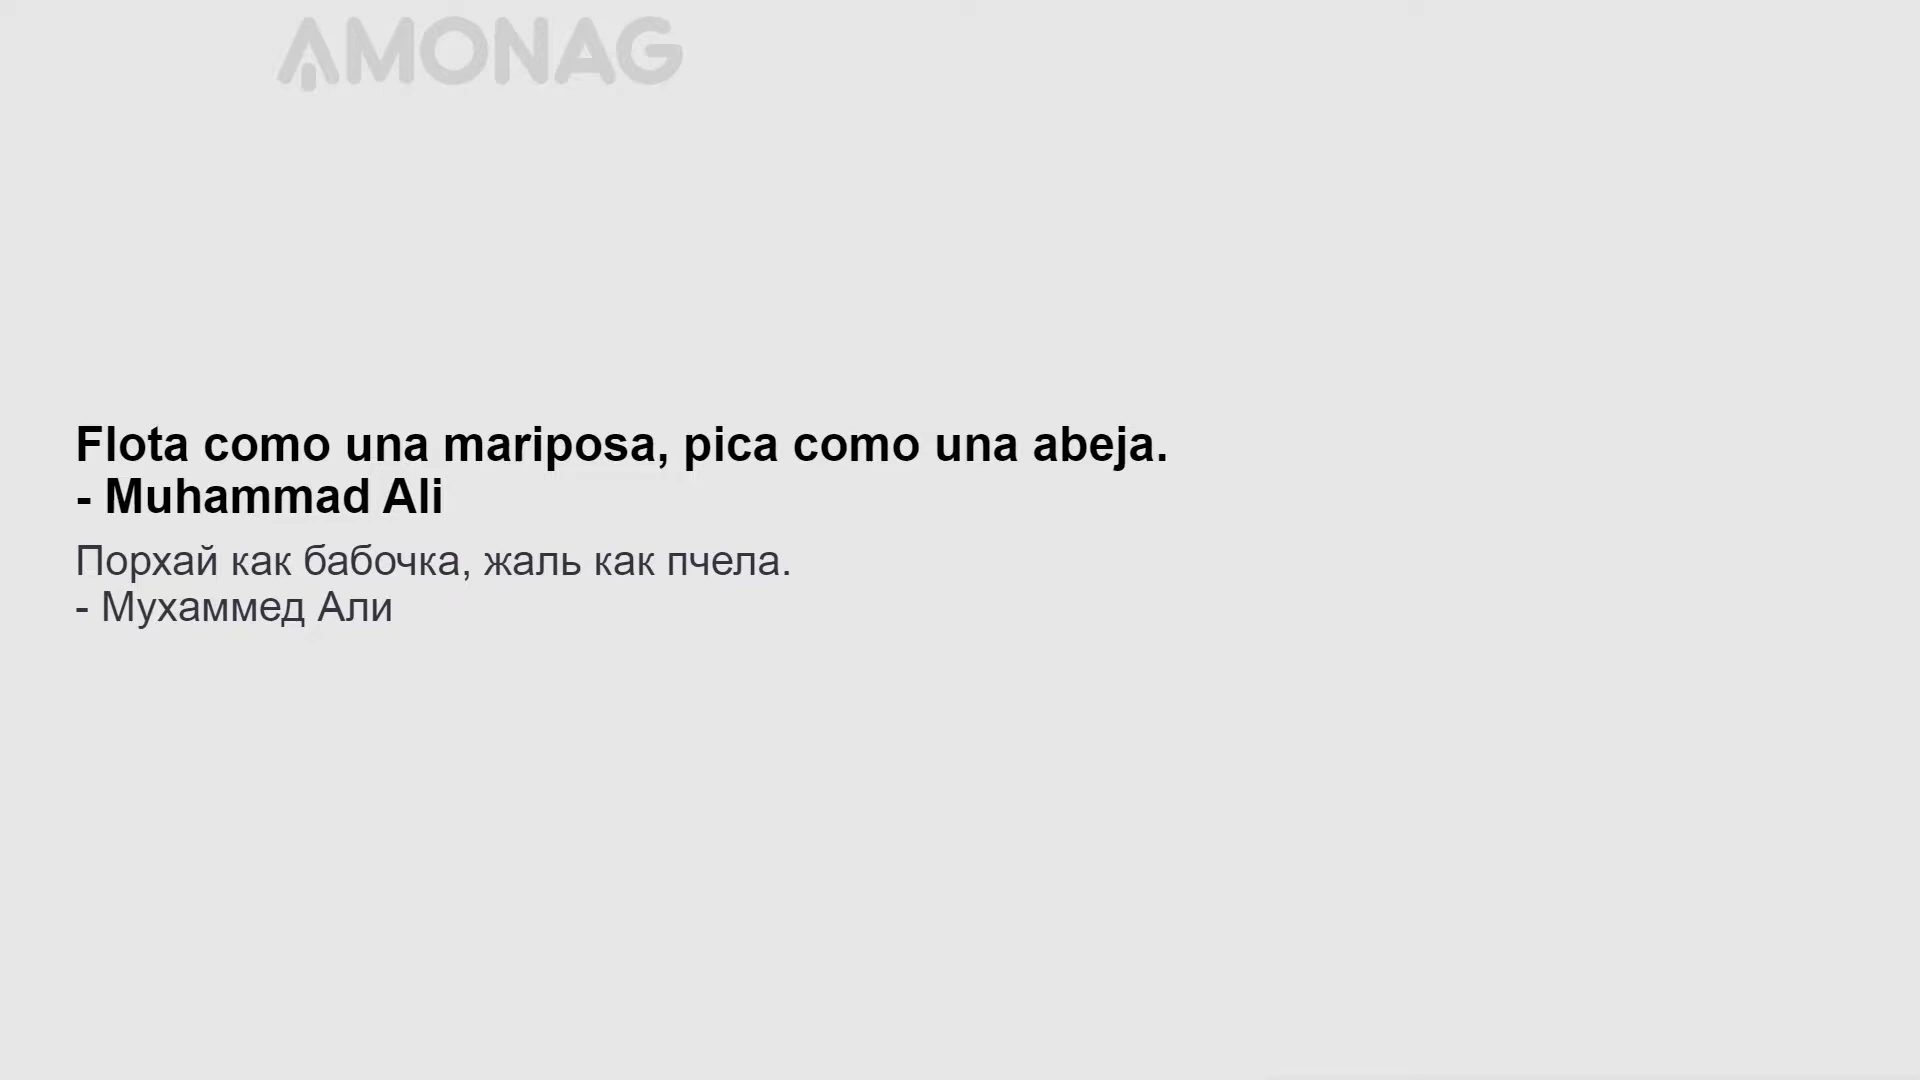 AMONAG
Flota como una mariposa, pica como una abeja.
- Muhammad Ali
Порхай как бабочка, жаль как пчела.
- Мухаммед Али